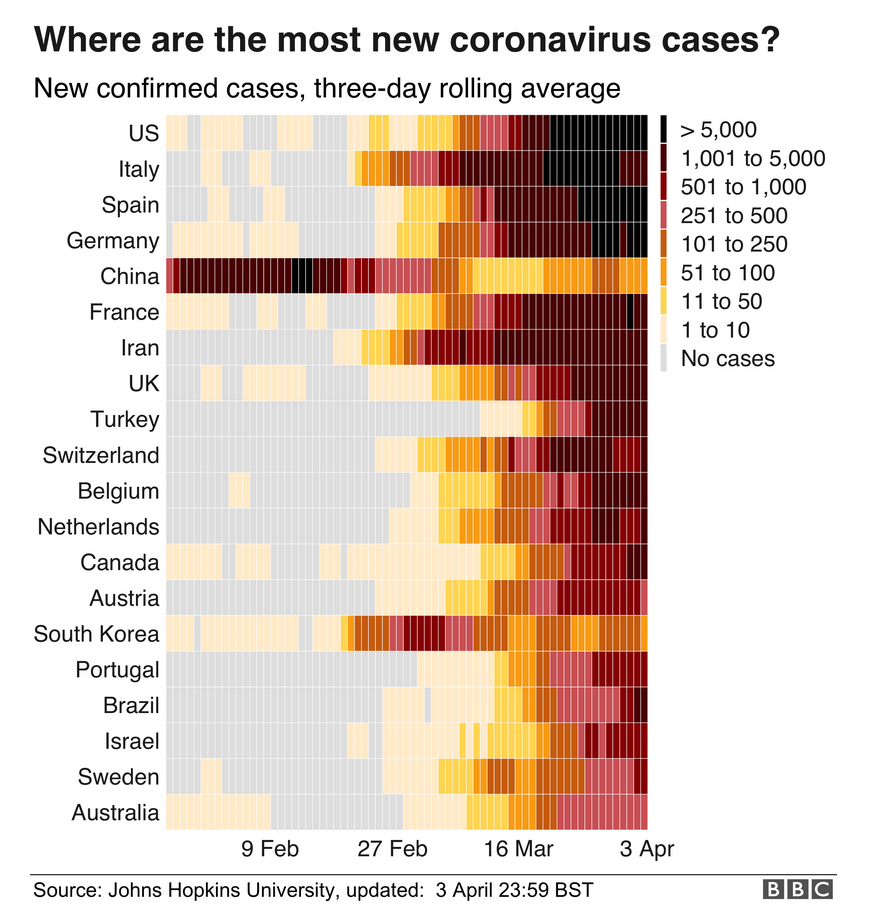 Where are the most new coronavirus cases?
New confirmed cases, three-day rolling average
US
Italy
Spain
Germany
China
France
Iran
UK
Turkey
Switzerland
Belgium
Netherlands
Canada
Austria
South Korea
Portugal
Brazil
Israel
Sweden
Australia
> 5,000
1,001 to 5,000
501 to 1,000
251 to 500
101 to 250
51 to 100
11 to 50
1 to 10
No cases
9 Feb 27 Feb 16 Mar 3 Apr
Source: Johns Hopkins University, updated: 3 April 23:59 BST
BBC